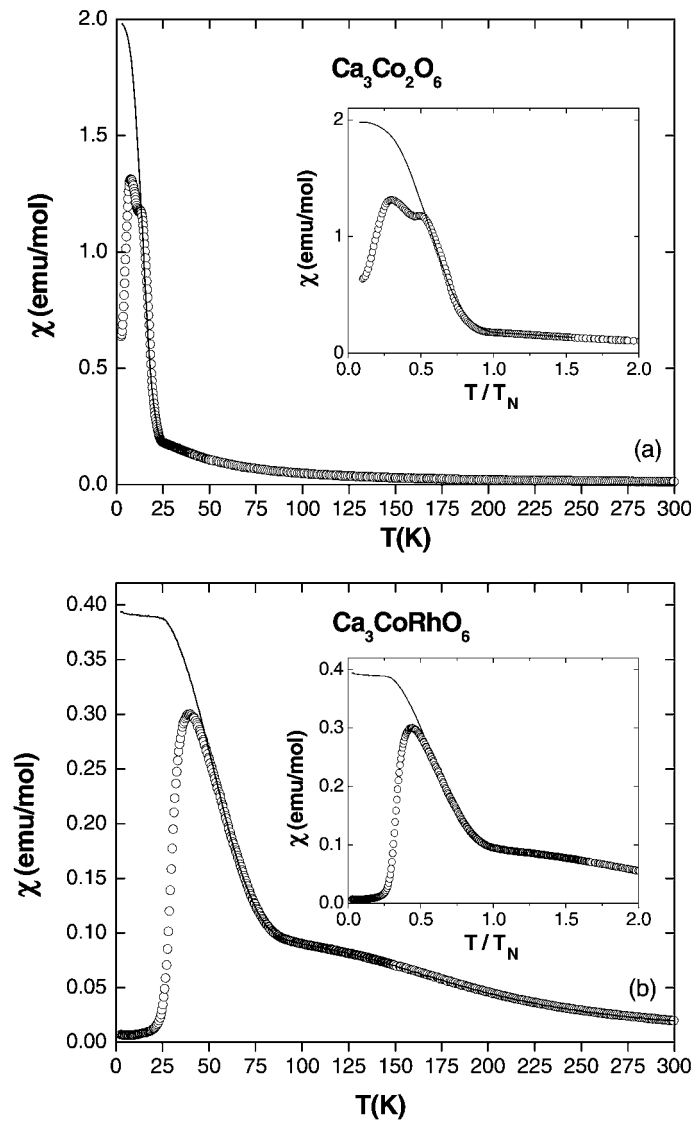 Ca3Co2O6
χ (emu/mol)
2.0
1.5
1.0
0.5
0.0
0 25 50 75 100 125 150 175 200 225 250 275 300
T(K)
(a)
χ (emu/mol)
2
1
0
0.0 0.5 1.0 1.5 2.0
T / TN
Ca3CoRhO6
χ (emu/mol)
0.40
0.35
0.30
0.25
0.20
0.15
0.10
0.05
0.00
0 25 50 75 100 125 150 175 200 225 250 275 300
T(K)
(b)
χ (emu/mol)
0.4
0.3
0.1
0.0
0.0 0.5 1.0 1.5 2.0
T / TN